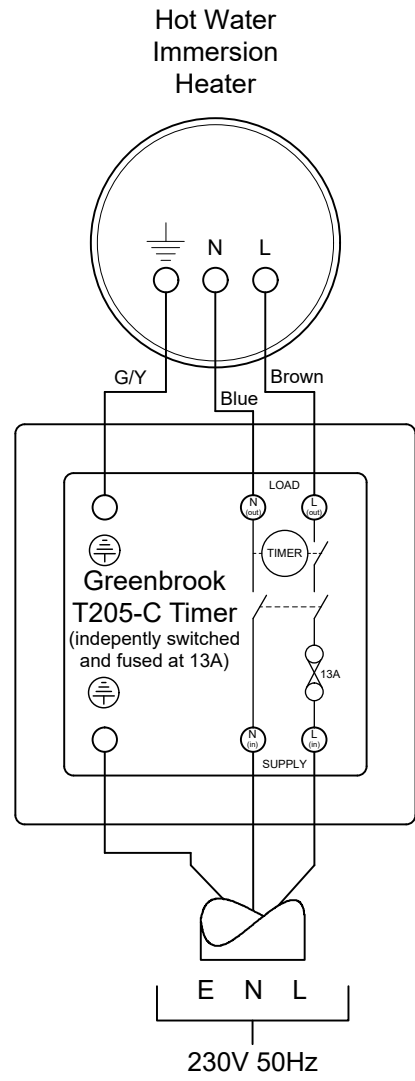 Hot Water
Immersion
Heater
N L
G/Y
Blue
Brown
LOAD
N
(out)
L
(out)
TIMER
Greenbrook
T205-C Timer
(indepently switched
and fused at 13A)
13A
N
(in)
L
(in)
SUPPLY
E N L
230V 50Hz